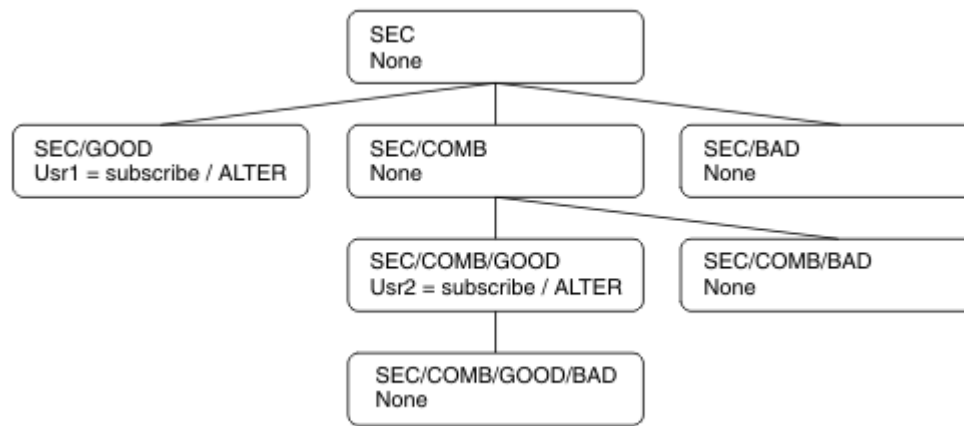 SEC
None
SEC/GOOD
Usr1 = subscribe / ALTER
SEC/COMB
None
SEC/BAD
None
SEC/COMB/GOOD
Usr2 = subscribe / ALTER
SEC/COMB/BAD
None
SEC/COMB/GOOD/BAD
None